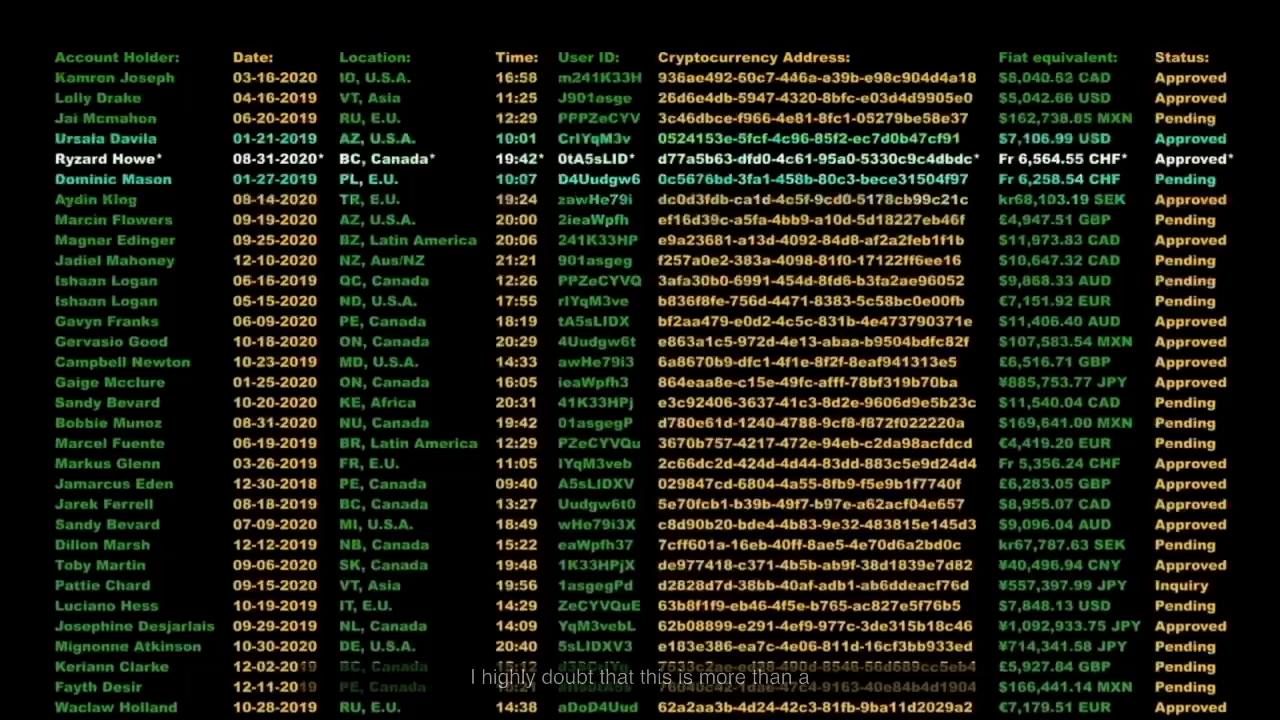 Account Holder: Date: Location: Time: User ID: Cryptocurrency Address: Fiat equivalent: Status:
Kamron Joseph 03-16-2020 ID, U.S.A. 16:58 m241K33H 936ae492-60c7-446a-a39b-e98c904d4a18 $5,040.62 CAD Approved
Lolly Drake 04-16-2019 VT, Asia 11:25 J901asge 26d6e4db-5947-4320-8bfc-e03d4d9905e0 $5,042.66 USD Approved
Jai Mcmahon 06-20-2019 RU, E.U. 12:29 PPPZeCYV 3c46dbce-f966-4e81-8fc1-05279be58e37 $162,738.85 MXN Pending
Ursala Davila 01-21-2019 AZ, U.S.A. 10:01 CrIYqM3v 0524153e-5fcf-4c96-85f2-ec7d0b47cf91 $7,106.99 USD Approved
Ryzard Howe* 08-31-2020* BC, Canada* 19:42* 0tA5sLID* d77a5b63-dfd0-4c61-95a0-5330c9c4dbdc* Fr 6,564.55 CHF* Approved*
Dominic Mason 01-27-2019 PL, E.U. 10:07 D4Uudgw6 0c5676bd-3fa1-458b-80c3-bece31504f97 Fr 6,258.54 CHF Pending
Aydin Klog 08-14-2020 TR, E.U. 19:24 zawHe79i dc0d3fdb-ca1d-4c5f-9cd0-5178cb99c21c kr68,103.19 SEK Approved
Marcin Flowers 09-19-2020 AZ, U.S.A. 20:00 2ieaWpfh ef16d39c-a5fa-4bb9-a10d-5d18227eb46f £4,947.51 GBP Pending
Magnar Edinger 09-25-2020 BZ, Latin America 20:06 241K33HP e9a23681-a13d-4092-84d8-af2a2feb1f1b $11,973.83 CAD Approved
Jadiel Mahoney 12-10-2020 NZ, Aus/NZ 21:21 901asgeg f257a0e2-383a-4098-81f0-17122ff6ee16 $10,647.32 CAD Pending
Ishaan Logan 06-16-2019 QC, Canada 12:26 PPZeCYVQ 3afa30b0-6991-454d-8fd6-b3fa2ae96052 $9,868.33 AUD Pending
Ishaan Logan 05-15-2020 ND, U.S.A. 17:55 rIYqM3ve b836f8fe-756d-4471-8383-5c58bc0e00fb €7,151.92 EUR Pending
Gavyn Franks 06-09-2020 PE, Canada 18:19 tA5sLIDX bf2aa479-e0d2-4c5c-831b-4e473790371e $11,406.40 AUD Approved
Gervasio Good 10-18-2020 ON, Canada 20:29 4Uudgw6t e863a1c5-972d-4e13-abaa-b9504bdfc82f $107,583.54 MXN Pending
Campbell Newton 10-23-2019 MD, U.S.A. 14:33 awHe79i3 6a8670b9-dfc1-4f1e-8f2f-8eaf941313e5 £6,516.71 GBP Approved
Gaige Mcclure 01-25-2020 ON, Canada 16:05 ieaWpfh3 864eaa8e-c15e-49fc-afff-78bf319b70ba ¥885,753.77 JPY Approved
Sandy Bevard 10-20-2020 KE, Africa 20:31 41K33HPj e3c92406-3637-41c3-8d2e-9606d9e5b23c $11,540.04 CAD Pending
Bobbie Munoz 08-31-2020 NU, Canada 19:42 01asgegP d780e61d-1240-4788-9cf8-f872f022220a $169,641.00 MXN Pending
Marcel Fuente 06-19-2019 BR, Latin America 12:29 PZeCYVQu 3670b757-4217-472e-94eb-c2da98acfdcd €4,419.20 EUR Pending
Markus Glenn 03-26-2019 FR, E.U. 11:05 IYqM3veb 2c66dc2d-424d-4d44-83dd-883c5e9d24d4 Fr 5,356.24 CHF Approved
Jamarcus Eden 12-30-2018 PE, Canada 09:40 A5sLIDXV 029847cd-6804-4a55-8fb9-f5e9b1f7740f £6,283.05 GBP Approved
Jarek Ferrell 08-18-2019 BC, Canada 13:27 Uudgw6t0 5e70fcb1-b39b-49f7-b97e-a62acf04e657 $8,955.07 CAD Approved
Sandy Bevard 07-09-2020 MI, U.S.A. 18:49 wHe79i3X c8d90b20-bde4-4b83-9e32-483815e145d3 $9,096.04 AUD Approved
Dillon Marsh 12-12-2019 NB, Canada 15:22 eaWpfh37 7cff601a-16eb-40ff-8ae5-4e70d6a2bd0c kr67,787.63 SEK Pending
Toby Martin 09-06-2020 SK, Canada 19:48 1K33HPjX de977418-c371-4b5b-ab9f-38d1839e7d82 ¥40,496.94 CNY Approved
Pattie Chard 09-15-2020 VT, Asia 19:56 1asgegPd d2828d7d-38bb-40af-adb1-ab6ddeacf76d ¥557,397.99 JPY Inquiry
Luciano Hess 10-19-2019 IT, E.U. 14:29 ZeCYVQuE 63b8f1f9-eb46-4f5e-b765-ac827e5f76b5 $7,848.13 USD Pending
Josephine Desjarlais 09-29-2019 NL, Canada 14:09 YqM3vebL 62b08899-e291-4ef9-977c-3de315b18c46 ¥1,092,933.75 JPY Approved
Mignonne Atkinson 10-30-2020 DE, U.S.A. 20:40 5sLIDXV3 e183e386-ea7c-4e06-811d-16cf3bb933ed ¥714,341.58 JPY Pending
Keriann Clarke 12-02-2019 BC, Canada 15:12 £5,927.84 GBP Pending
I highly doubt that this is more than a
Fayth Desir 12-11-2019 PE, Canada $166,441.14 MXN Pending
Waclaw Holland 10-28-2019 RU, E.U. 14:38 aDoD4Uud 62a2aa3b-4d24-42c3-81fb-9ba11d2029a2 €7,179.51 EUR Approved